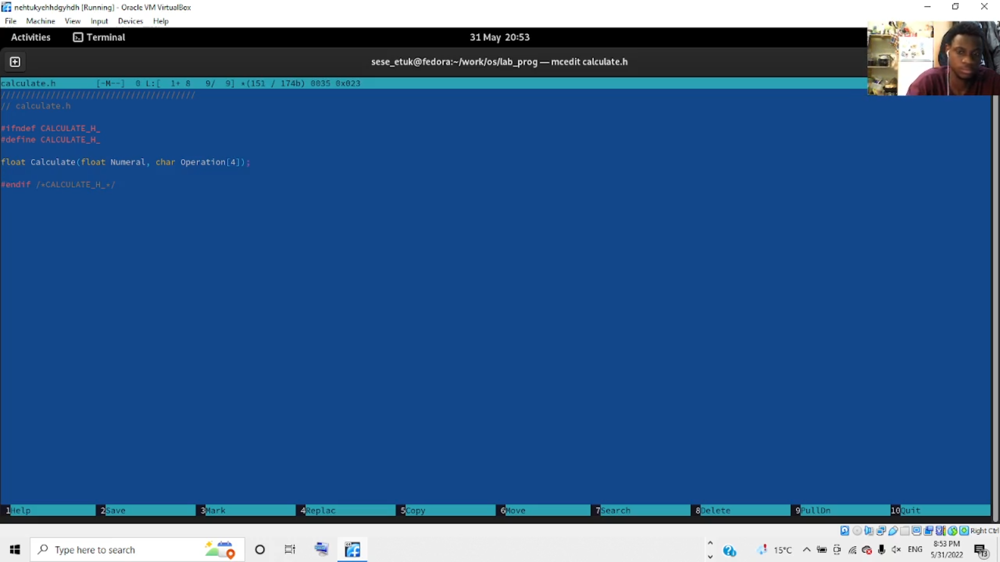 nehtukyehhdgyhdh [Running] - Oracle VM VirtualBox
File Machine View Input Devices Help
Activities Terminal 31 May 20:53
sese_etuk@fedora:~/work/os/lab_prog — mcedit calculate.h
calculate.h [-M--] 0 L:[ 1+ 8 9/ 9] *(151 / 174b) 0035 0x023
///////////////////////////////////////
// calculate.h
#ifndef CALCULATE_H_
#define CALCULATE_H_
float Calculate(float Numeral, char Operation[4]);
#endif /*CALCULATE_H_*/
1Help 2Save 3Mark 4Replac 5Copy 6Move 7Search 8Delete 9PullDn 10Quit
Right Ctrl
Type here to search 15°C ENG 8:53 PM
5/31/2022 13